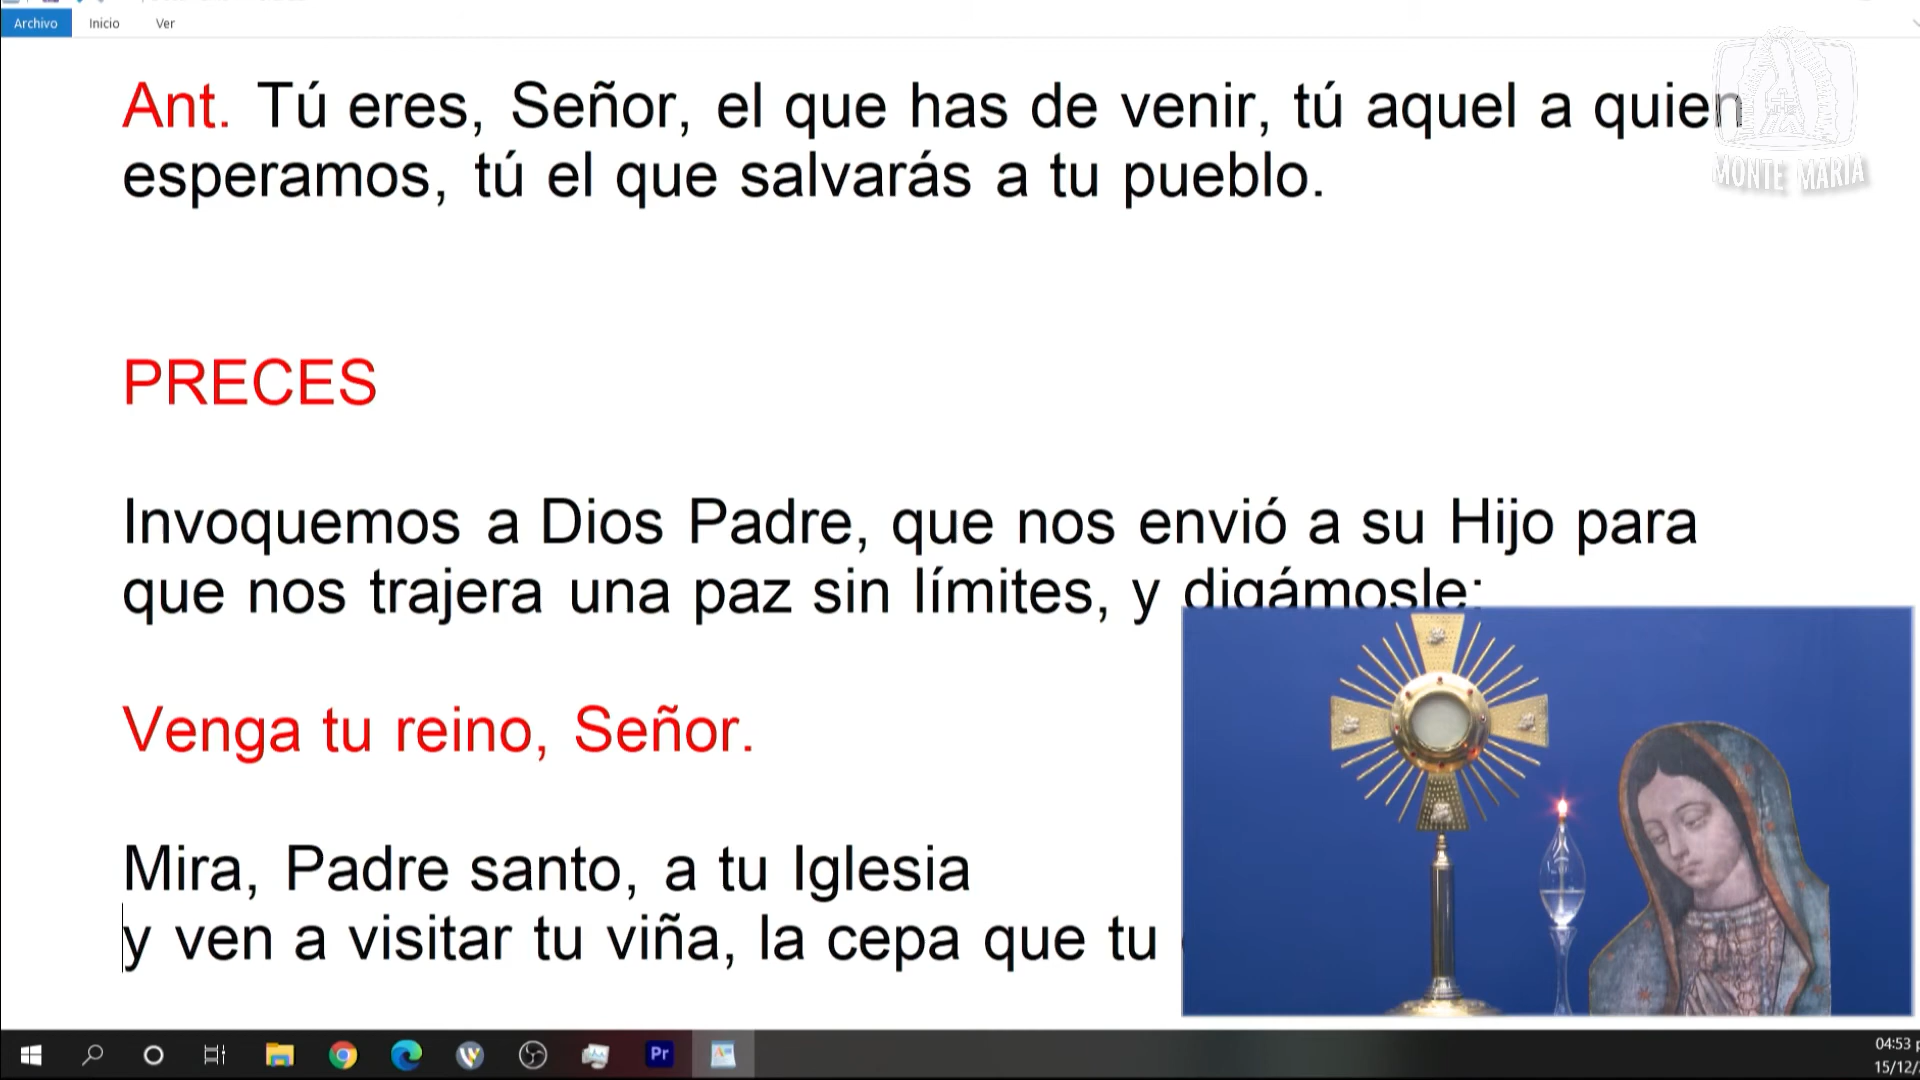 Archivo Inicio Ver
Ant. Tú eres, Señor, el que has de venir, tú aquel a quien
esperamos, tú el que salvarás a tu pueblo.
MONTE MARIA
PRECES
Invoquemos a Dios Padre, que nos envió a su Hijo para
que nos trajera una paz sin límites, y digámosle:
Venga tu reino, Señor.
Mira, Padre santo, a tu Iglesia
y ven a visitar tu viña, la cepa que tu
Pr
04:53 p
15/12/